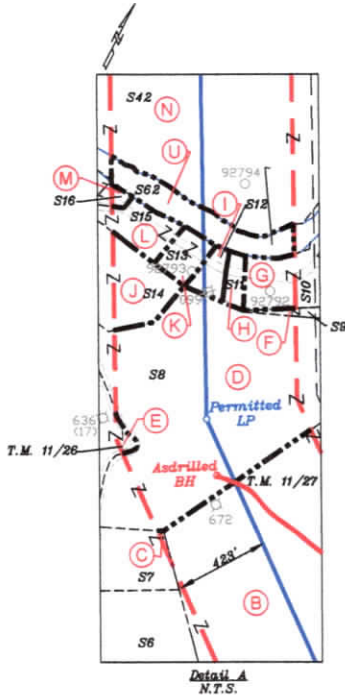 S42
N
U
92794
M
S62
I
S12
S16
S15
L
S13
92793
G
S11
S10
J
S14
92792
K
H
F
S9
S8
D
Permitted
LP
636
(17)
E
T.M. 11/26
Asdrilled
BH
T.M. 11/27
672
C
423'
S7
B
S6
Detail A
N.T.S.